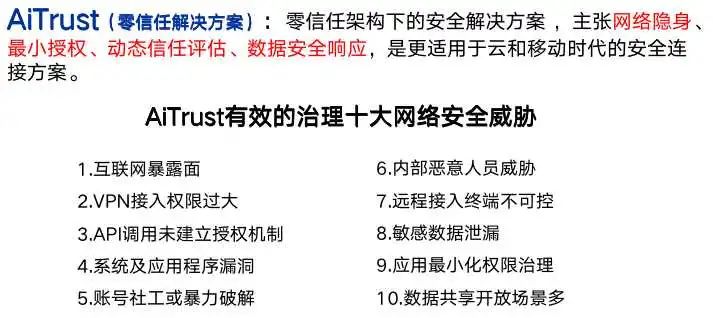 AiTrust（零信任解决方案）：零信任架构下的安全解决方案，主张网络隐身、
最小授权、动态信任评估、数据安全响应，是更适用于云和移动时代的安全连
接方案。
AiTrust有效的治理十大网络安全威胁
1.互联网暴露面
2.VPN接入权限过大
3.API调用未建立授权机制
4.系统及应用程序漏洞
5.账号社工或暴力破解
6.内部恶意人员威胁
7.远程接入终端不可控
8.敏感数据泄漏
9.应用最小化权限治理
10.数据共享开放场景多